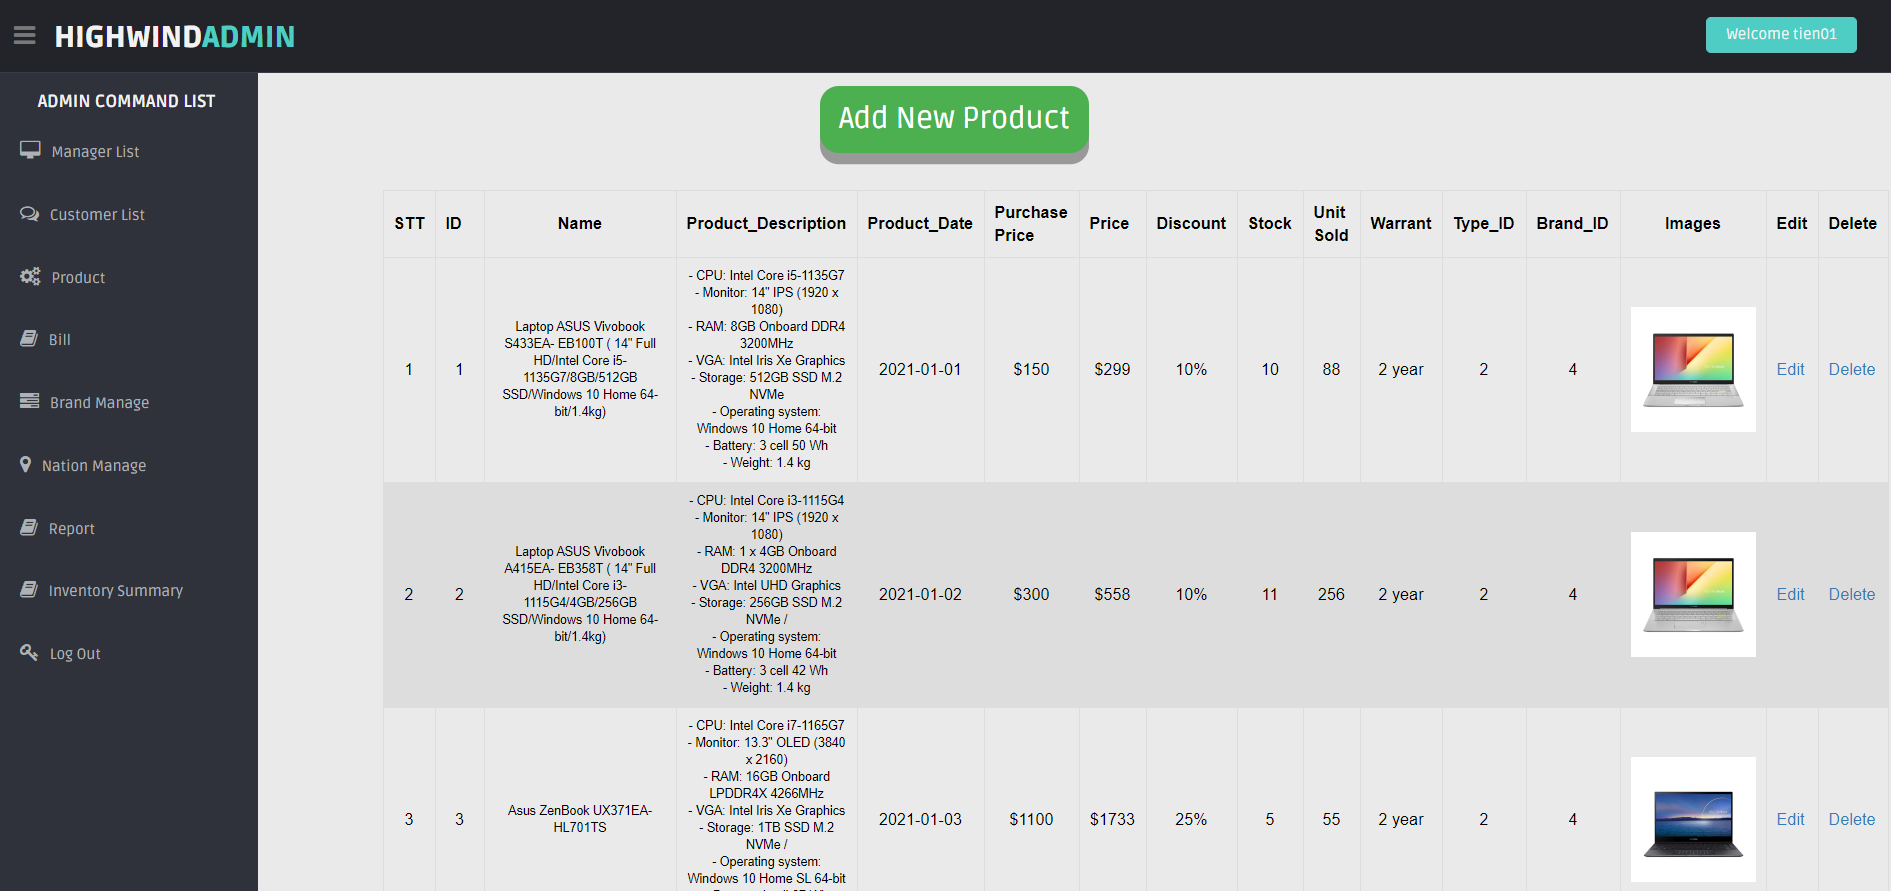 HIGHWINDADMIN
Welcome tien01
ADMIN COMMAND LIST
Manager List
Customer List
Product
Bill
Brand Manage
Nation Manage
Report
Inventory Summary
Log Out
Add New Product
STT ID Name Product_Description Product_Date Purchase Price Price Discount Stock Unit Sold Warrant Type_ID Brand_ID Images Edit Delete
1
1
Laptop ASUS Vivobook
S433EA- EB100T ( 14" Full
HD/Intel Core i5-
1135G7/8GB/512GB
SSD/Windows 10 Home 64-
bit/1.4kg)
- CPU: Intel Core i5-1135G7
- Monitor: 14" IPS (1920 x
1080)
- RAM: 8GB Onboard DDR4
3200MHz
- VGA: Intel Iris Xe Graphics
- Storage: 512GB SSD M.2
NVMe
- Operating system:
Windows 10 Home 64-bit
- Battery: 3 cell 50 Wh
- Weight: 1.4 kg
2021-01-01
$150
$299
10%
10
88
2 year
2
4
Edit
Delete
2
2
Laptop ASUS Vivobook
A415EA- EB358T ( 14" Full
HD/Intel Core i3-
1115G4/4GB/256GB
SSD/Windows 10 Home 64-
bit/1.4kg)
- CPU: Intel Core i3-1115G4
- Monitor: 14" IPS (1920 x
1080)
- RAM: 1 x 4GB Onboard
DDR4 3200MHz
- VGA: Intel UHD Graphics
- Storage: 256GB SSD M.2
NVMe /
- Operating system:
Windows 10 Home 64-bit
- Battery: 3 cell 42 Wh
- Weight: 1.4 kg
2021-01-02
$300
$558
10%
11
256
2 year
2
4
Edit
Delete
3
3
Asus ZenBook UX371EA-
HL701TS
- CPU: Intel Core i7-1165G7
- Monitor: 13.3" OLED (3840
x 2160)
- RAM: 16GB Onboard
LPDDR4X 4266MHz
- VGA: Intel Iris Xe Graphics
- Storage: 1TB SSD M.2
NVMe /
- Operating system:
Windows 10 Home SL 64-bit
2021-01-03
$1100
$1733
25%
5
55
2 year
2
4
Edit
Delete